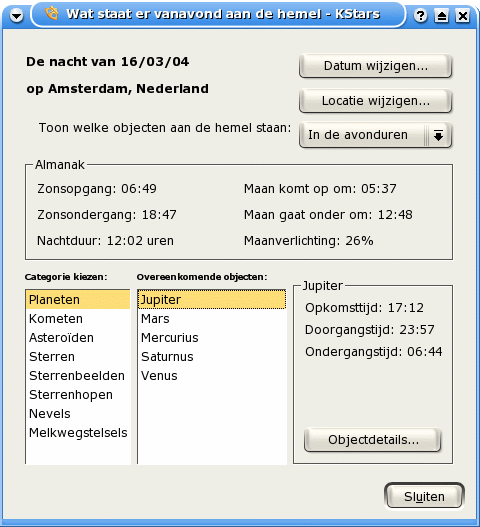 Wat staat er vanavond aan de hemel - KStars
De nacht van 16/03/04
Datum wijzigen...
op Amsterdam, Nederland
Locatie wijzigen...
Toon welke objecten aan de hemel staan:
In de avonduren
Almanak
Zonsopgang: 06:49
Maan komt op om: 05:37
Zonsondergang: 18:47
Maan gaat onder om: 12:48
Nachtduur: 12:02 uren
Maanverlichting: 26%
Categorie kiezen:
Planeten
Kometen
Asteroïden
Sterren
Sterrenbeelden
Sterrenhopen
Nevels
Melkwegstelsels
Overeenkomende objecten:
Jupiter
Mars
Mercurius
Saturnus
Venus
Jupiter
Opkomsttijd: 17:12
Doorgangstijd: 23:57
Ondergangstijd: 06:44
Objectdetails...
Sluiten